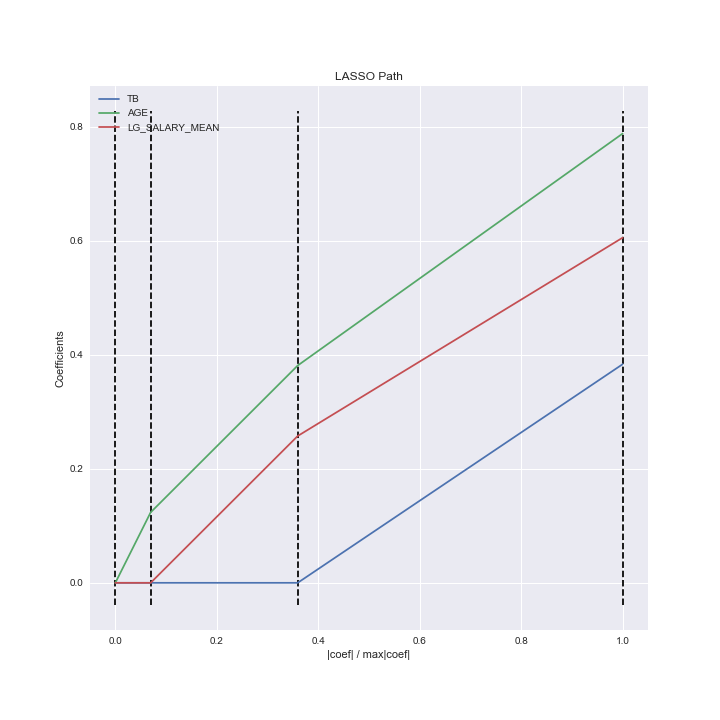 LASSO Path
TB
AGE
LG_SALARY_MEAN
0.8
0.6
0.4
0.2
0.0
Coefficients
0.0 0.2 0.4 0.6 0.8 1.0
|coef| / max|coef|